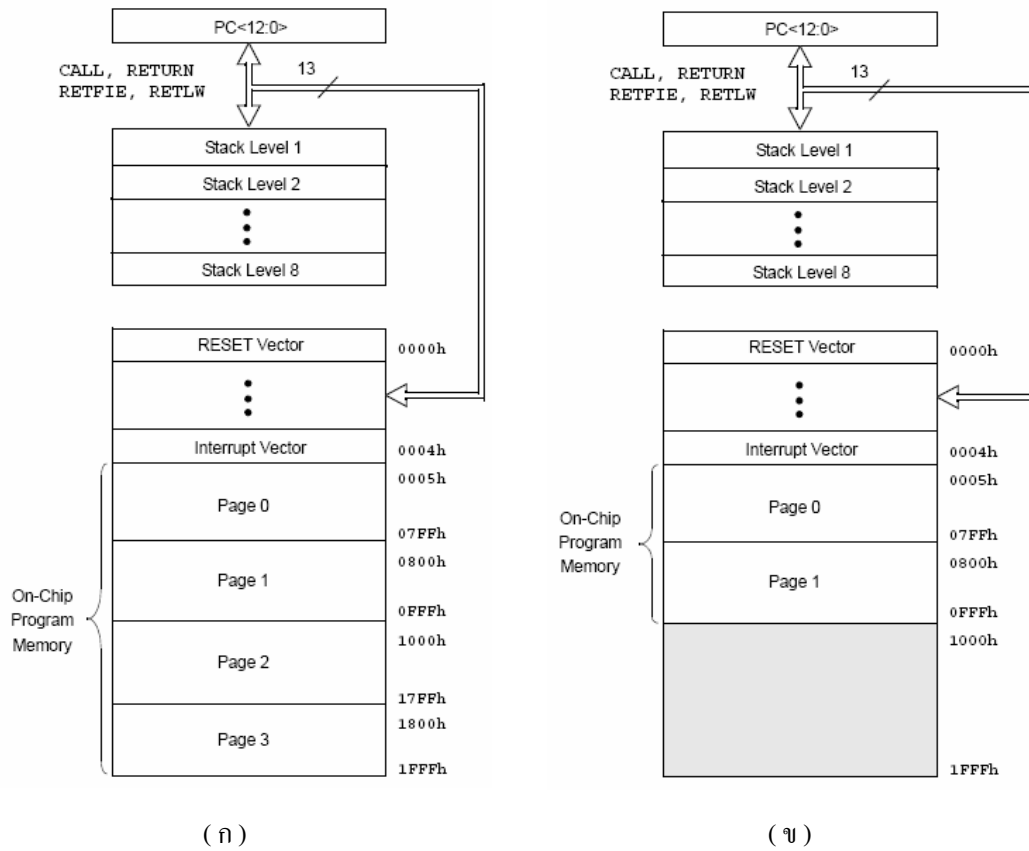 PC<12:0>
CALL, RETURN
RETFIE, RETLW
13
Stack Level 1
Stack Level 2
Stack Level 8
RESET Vector
0000h
Interrupt Vector
0004h
On-Chip
Program
Memory
Page 0
0005h
07FFh
Page 1
0800h
0FFFh
Page 2
1000h
17FFh
Page 3
1800h
1FFFh
( ก )
PC<12:0>
CALL, RETURN
RETFIE, RETLW
13
Stack Level 1
Stack Level 2
Stack Level 8
RESET Vector
0000h
Interrupt Vector
0004h
On-Chip
Program
Memory
Page 0
0005h
07FFh
Page 1
0800h
0FFFh
1000h
1FFFh
( ข )